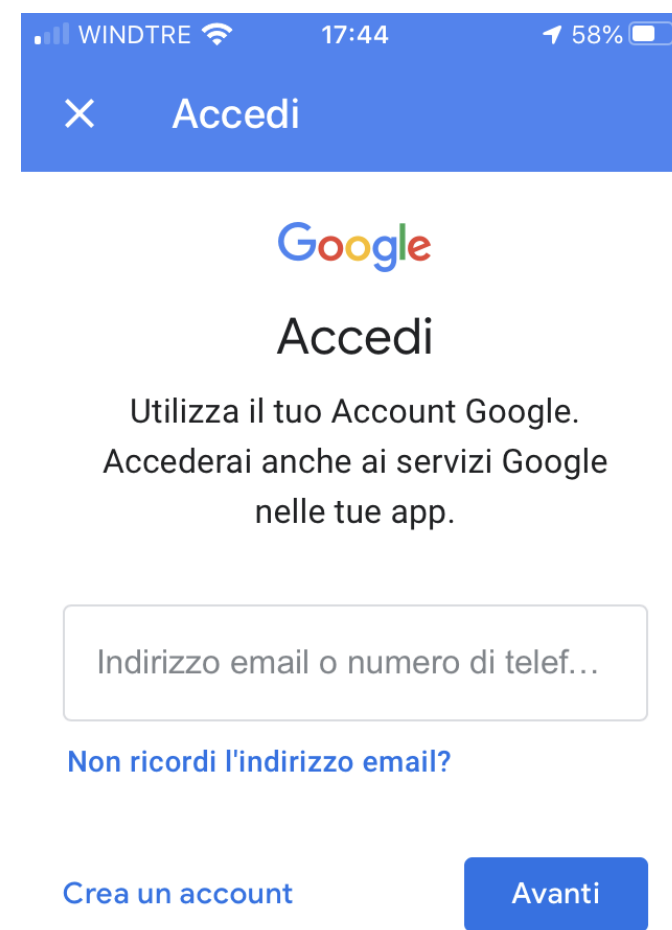 WINDTRE 17:44 58%
Accedi
Google
Accedi
Utilizza il tuo Account Google.
Accederai anche ai servizi Google
nelle tue app.
Indirizzo email o numero di telef...
Non ricordi l'indirizzo email?
Crea un account Avanti